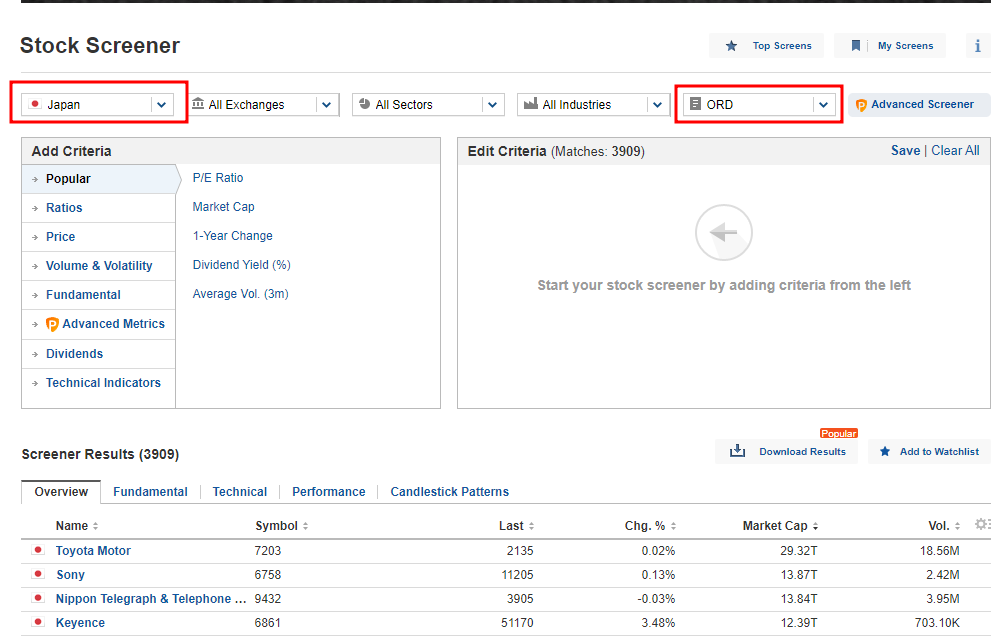 Stock Screener
Top Screens
My Screens
i
Japan
All Exchanges
All Sectors
All Industries
ORD
Advanced Screener
Add Criteria
Popular
Ratios
Price
Volume & Volatility
Fundamental
Advanced Metrics
Dividends
Technical Indicators
P/E Ratio
Market Cap
1-Year Change
Dividend Yield (%)
Average Vol. (3m)
Edit Criteria (Matches: 3909)
Save | Clear All
Start your stock screener by adding criteria from the left
Screener Results (3909)
Popular
Download Results
Add to Watchlist
Overview Fundamental Technical Performance Candlestick Patterns
Name Symbol Last Chg. % Market Cap Vol.
Toyota Motor 7203 2135 0.02% 29.32T 18.56M
Sony 6758 11205 0.13% 13.87T 2.42M
Nippon Telegraph & Telephone ... 9432 3905 -0.03% 13.84T 3.95M
Keyence 6861 51170 3.48% 12.39T 703.10K